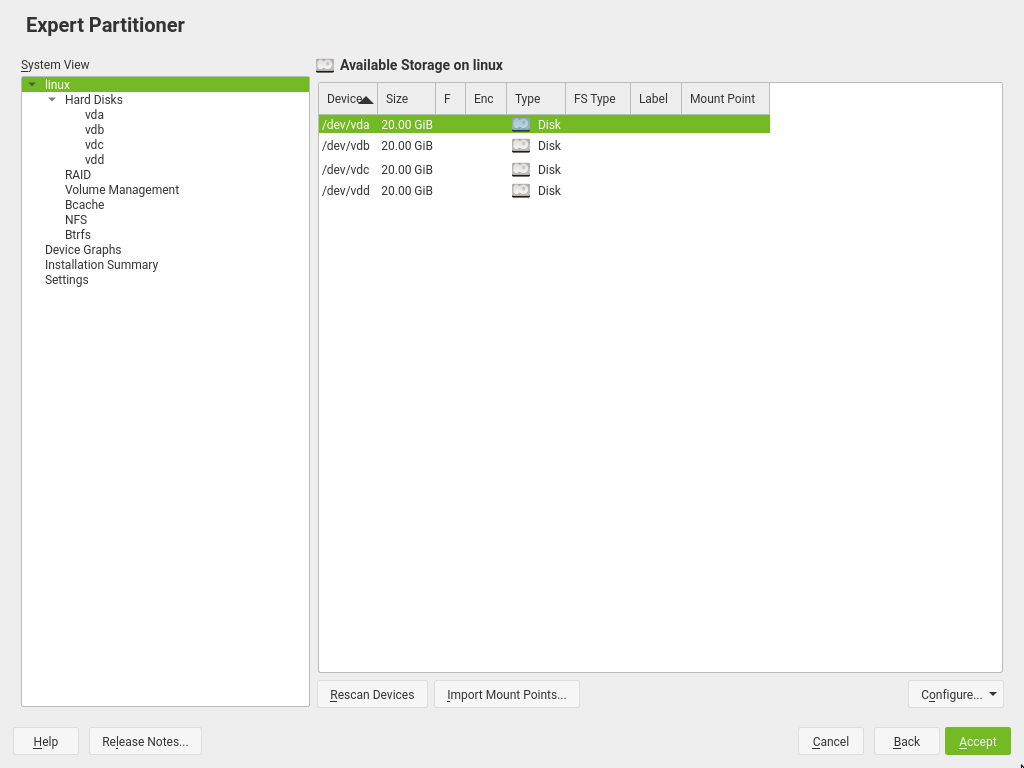 Expert Partitioner
System View
linux
Hard Disks
vda
vdb
vdc
vdd
RAID
Volume Management
Bcache
NFS
Btrfs
Device Graphs
Installation Summary
Settings
Available Storage on linux
Device Size F Enc Type FS Type Label Mount Point
/dev/vda 20.00 GiB Disk
/dev/vdb 20.00 GiB Disk
/dev/vdc 20.00 GiB Disk
/dev/vdd 20.00 GiB Disk
Rescan Devices Import Mount Points... Configure...
Help Release Notes... Cancel Back Accept